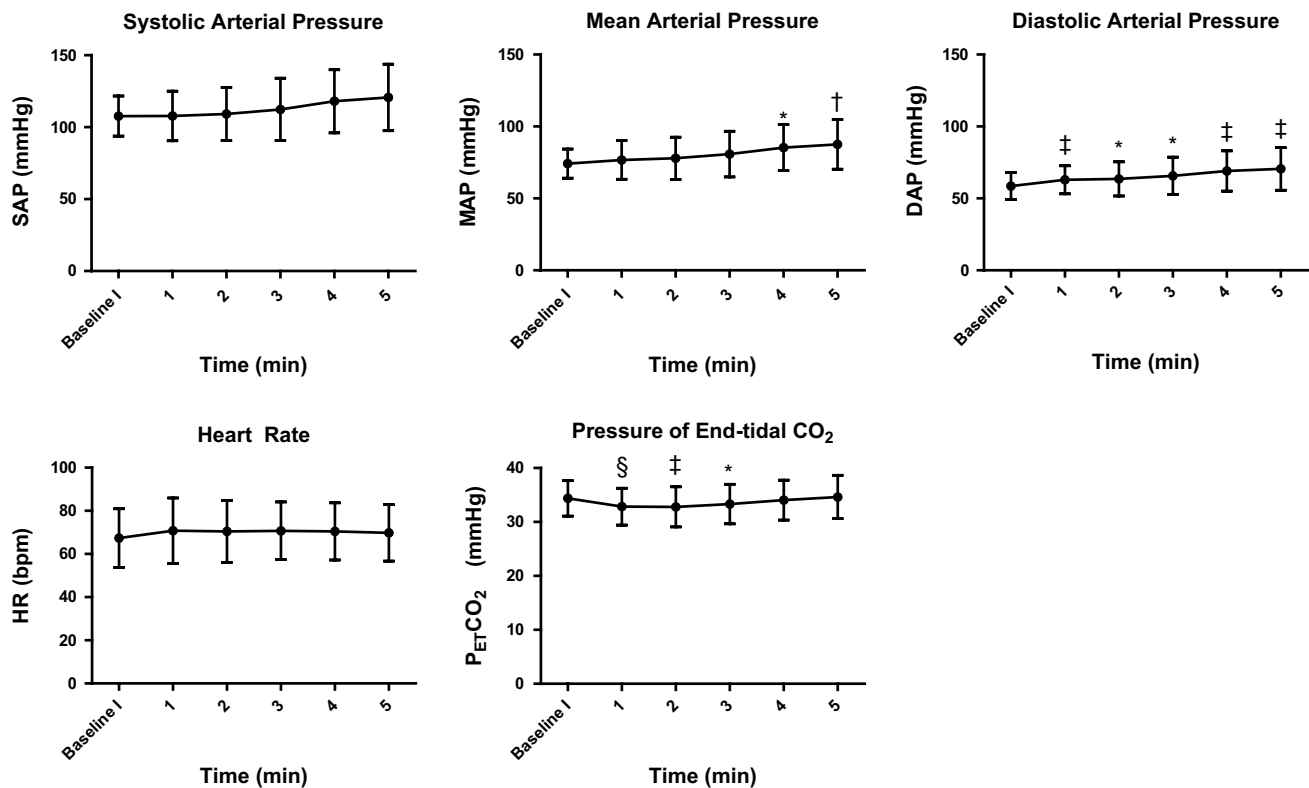 Systolic Arterial Pressure
SAP (mmHg)
150
100
50
0
Baseline I
1
2
3
4
5
Time (min)
Mean Arterial Pressure
MAP (mmHg)
150
100
50
0
*
†
Baseline I
1
2
3
4
5
Time (min)
Diastolic Arterial Pressure
DAP (mmHg)
150
100
50
0
‡
*
*
‡
‡
Baseline I
1
2
3
4
5
Time (min)
Heart Rate
HR (bpm)
100
80
60
40
20
0
Baseline I
1
2
3
4
5
Time (min)
Pressure of End-tidal CO₂
PETCO₂ (mmHg)
40
30
20
10
0
§
‡
*
Baseline I
1
2
3
4
5
Time (min)